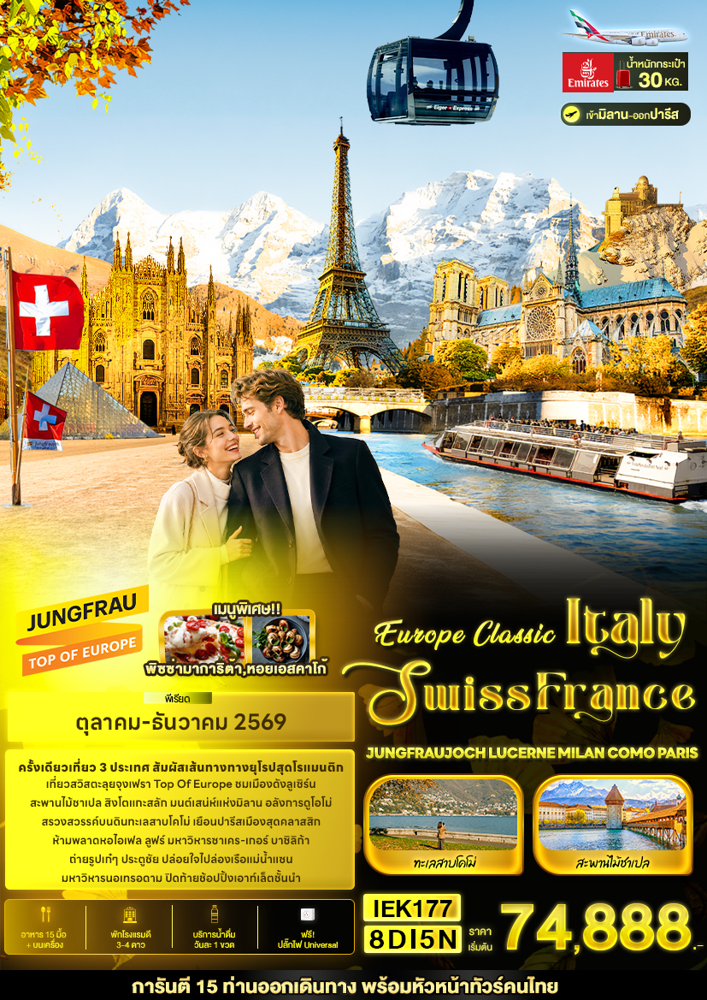 Emirates
Emirates
น้ำหนักกระเป๋า
30 KG.
เข้ามิลาน-ออกปารีส
Eiger Express
JUNGFRAU
TOP OF EUROPE
เมนูพิเศษ!!
พิซซ่ามาการิต้า,หอยเอสคาโก้
Europe Classic Italy
SwissFrance
พีเรียด
ตุลาคม-ธันวาคม 2569
JUNGFRAUJOCH LUCERNE MILAN COMO PARIS
ครั้งเดียวเที่ยว 3 ประเทศ สัมผัสเส้นทางทางยุโรปสุดโรแมนติก
เที่ยวสวิสตะลุยจุงเฟรา Top Of Europe ชมเมืองดังลูเซิร์น
สะพานไม้ชาเปล สิงโตแกะสลัก มนต์เสน่ห์แห่งมิลาน อลังการดูโอโม่
สรวงสวรรค์บนดินทะเลสาบโคโม่ เยือนปารีสเมืองสุดคลาสสิก
ห้ามพลาดหอไอเฟล ลูฟร์ มหาวิหารซาเคร-เกอร์ บาซิลิก้า
ถ่ายรูปเก๋ๆ ประตูชัย ปล่อยใจไปล่องเรือแม่น้ำแซน
มหาวิหารนอเทรอดาม ปิดท้ายช้อปปิ้งเอาท์เล็ตชั้นนำ
ทะเลสาบโคโม่
สะพานไม้ชาเปล
อาหาร 15 มื้อ
+ บนเครื่อง
พักโรงแรมดี
3-4 ดาว
บริการน้ำดื่ม
วันละ 1 ขวด
ฟรี!
ปลั๊กไฟ Universal
IEK177
8DI5N
ราคา
เริ่มต้น
74,888.-
การันตี 15 ท่านออกเดินทาง พร้อมหัวหน้าทัวร์คนไทย